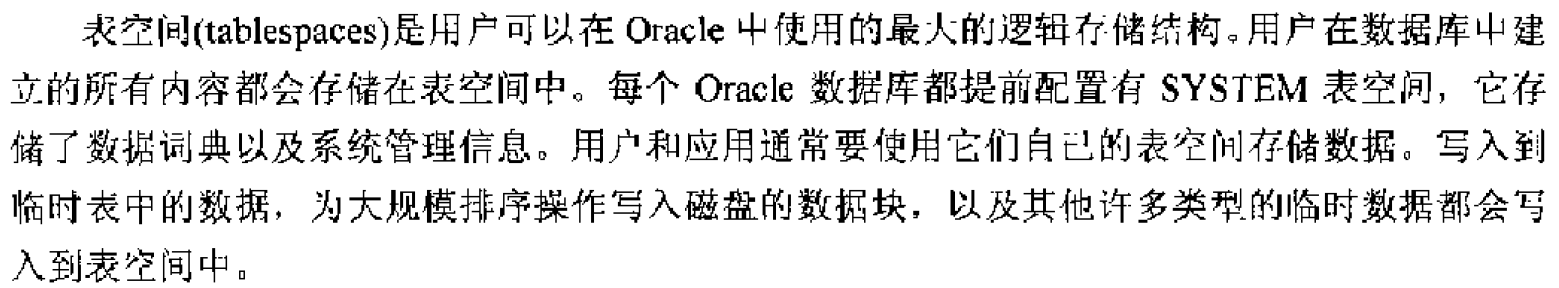 表空间(tablespaces)是用户可以在 Oracle 中使用的最大的逻辑存储结构。用户在数据库中建
立的所有内容都会存储在表空间中。每个 Oracle 数据库都提前配置有 SYSTEM 表空间，它存
储了数据词典以及系统管理信息。用户和应用通常要使用它们自已的表空间存储数据。写入到
临时表中的数据，为大规模排序操作写入磁盘的数据块，以及其他许多类型的临时数据都会写
入到表空间中。